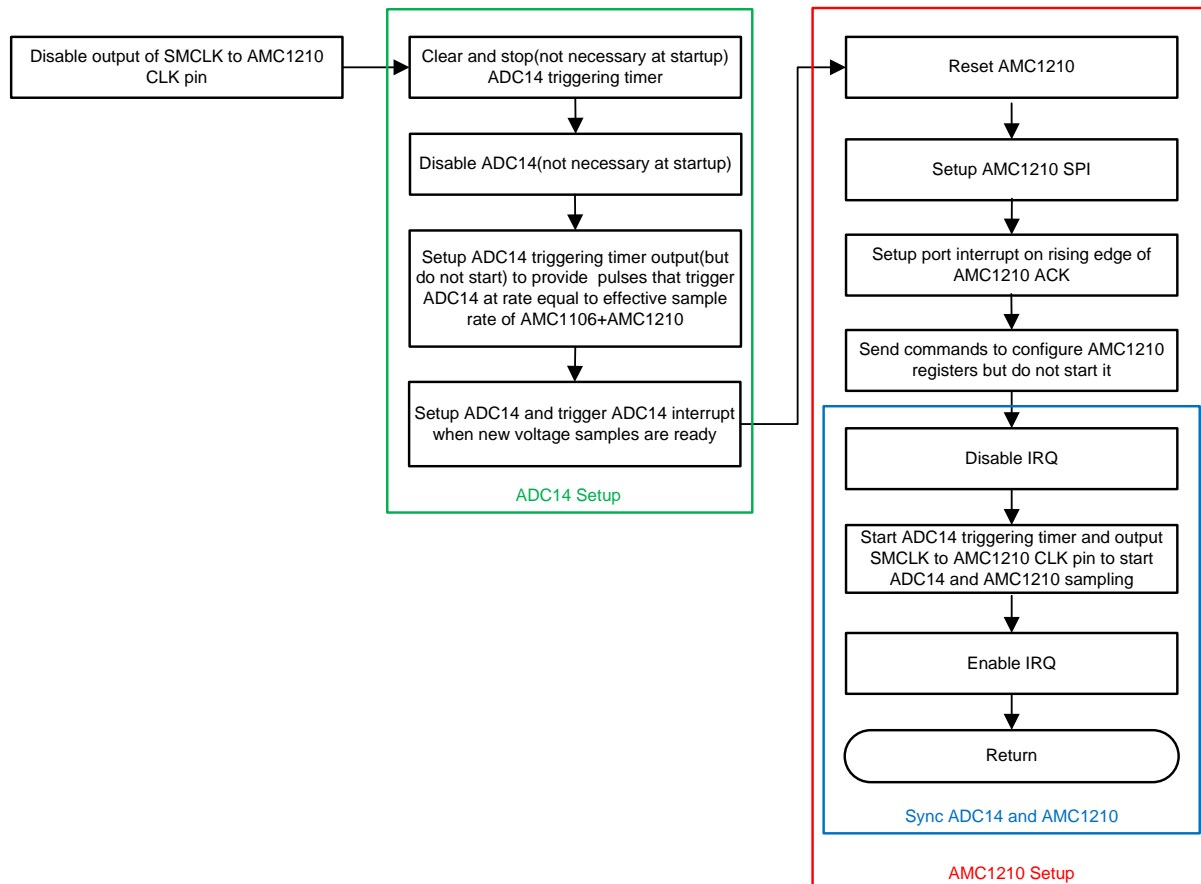 Disable output of SMCLK to AMC1210
CLK pin
Clear and stop(not necessary at startup)
ADC14 triggering timer
Disable ADC14(not necessary at startup)
Setup ADC14 triggering timer output(but
do not start) to provide  pulses that trigger
ADC14 at rate equal to effective sample
rate of AMC1106+AMC1210
Setup ADC14 and trigger ADC14 interrupt
when new voltage samples are ready
ADC14 Setup
Reset AMC1210
Setup AMC1210 SPI
Setup port interrupt on rising edge of
AMC1210 ACK
Send commands to configure AMC1210
registers but do not start it
Disable IRQ
Start ADC14 triggering timer and output
SMCLK to AMC1210 CLK pin to start
ADC14 and AMC1210 sampling
Enable IRQ
Return
Sync ADC14 and AMC1210
AMC1210 Setup